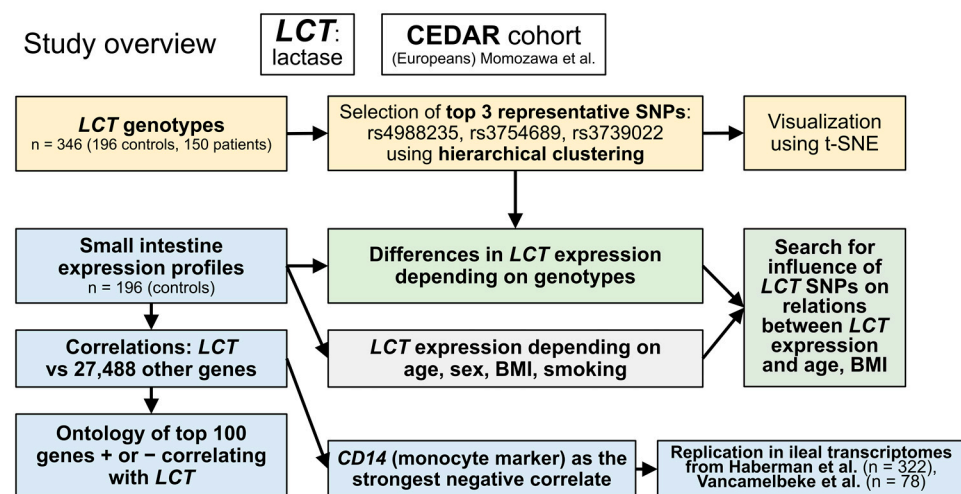 Study overview
LCT:
lactase
CEDAR cohort
(Europeans) Momozawa et al.
LCT genotypes
n = 346 (196 controls, 150 patients)
Selection of top 3 representative SNPs:
rs4988235, rs3754689, rs3739022
using hierarchical clustering
Visualization
using t-SNE
Small intestine
expression profiles
n = 196 (controls)
Differences in LCT expression
depending on genotypes
Search for
influence of
LCT SNPs on
relations
between LCT
expression
and age, BMI
Correlations: LCT
vs 27,488 other genes
LCT expression depending on
age, sex, BMI, smoking
Ontology of top 100
genes + or − correlating
with LCT
CD14 (monocyte marker) as the
strongest negative correlate
Replication in ileal transcriptomes
from Haberman et al. (n = 322),
Vancamelbeke et al. (n = 78)